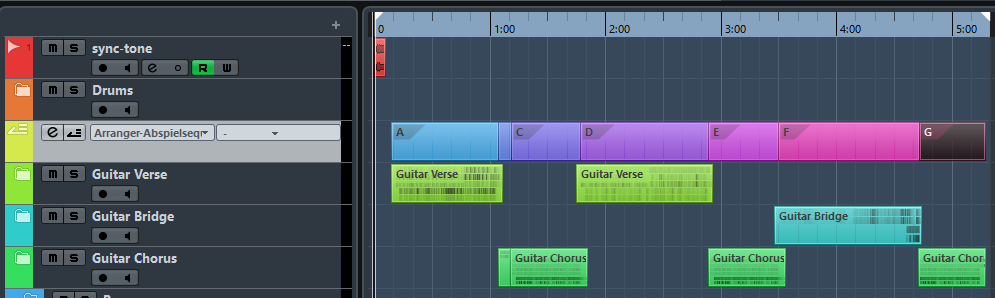 +
0 1:00 2:00 3:00 4:00 5:00
1 m S sync-tone --
e R W
m S Drums
e Arranger-Abspielseq -
A C D E F G
m S Guitar Verse
Guitar Verse Guitar Verse
m S Guitar Bridge
Guitar Bridge
m S Guitar Chorus
Guitar Chorus Guitar Chorus Guitar Chor